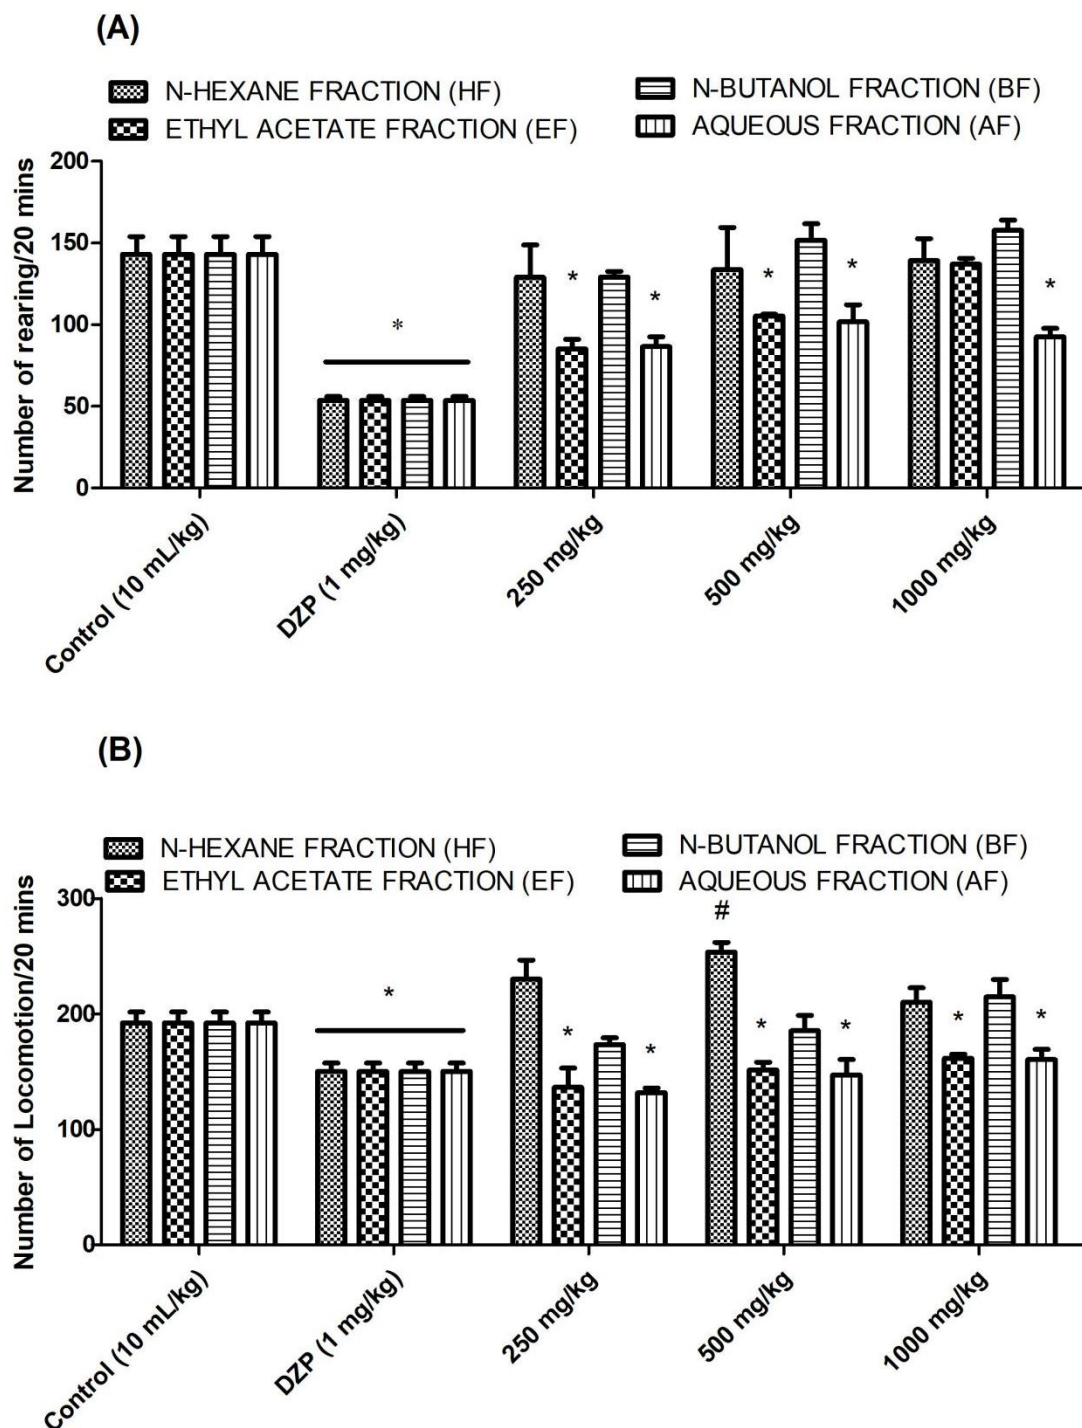 (A)
N-HEXANE FRACTION (HF) N-BUTANOL FRACTION (BF)
ETHYL ACETATE FRACTION (EF) AQUEOUS FRACTION (AF)
Number of rearing/20 mins
200
150
100
50
0
*
*
*
*
*
*
Control (10 mL/kg)
DZP (1 mg/kg)
250 mg/kg
500 mg/kg
1000 mg/kg
(B)
N-HEXANE FRACTION (HF) N-BUTANOL FRACTION (BF)
ETHYL ACETATE FRACTION (EF) AQUEOUS FRACTION (AF)
Number of Locomotion/20 mins
300
200
100
0
*
*
*
#
*
*
*
*
Control (10 mL/kg)
DZP (1 mg/kg)
250 mg/kg
500 mg/kg
1000 mg/kg